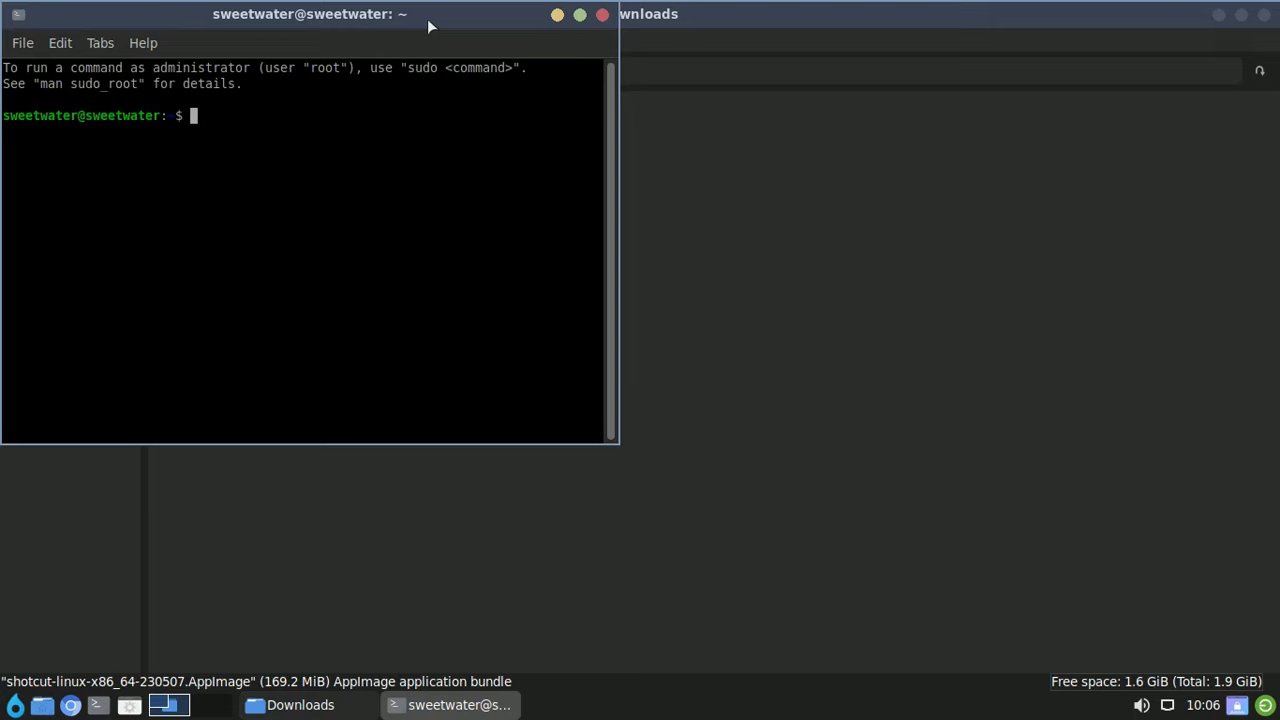 sweetwater@sweetwater: ~
wnloads
File Edit Tabs Help
To run a command as administrator (user "root"), use "sudo <command>".
See "man sudo_root" for details.
sweetwater@sweetwater:~$
"shotcut-linux-x86_64-230507.AppImage" (169.2 MiB) AppImage application bundle
Free space: 1.6 GiB (Total: 1.9 GiB)
Downloads
sweetwater@s...
10:06